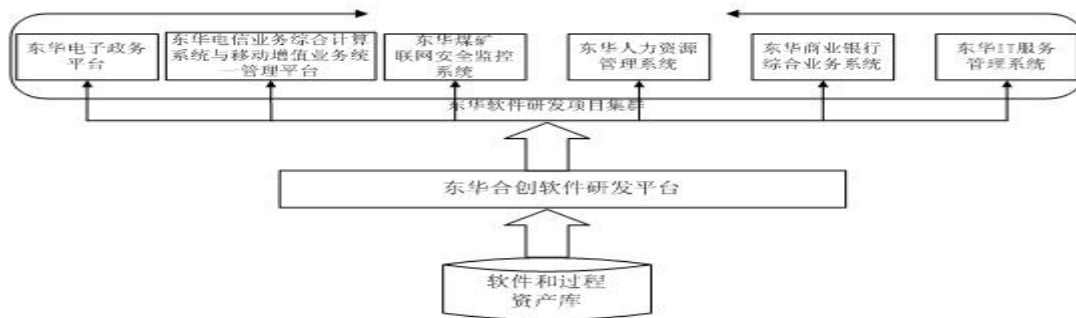 东华电子政务
平台
东华电信业务综合计算
系统与移动增值业务统
一管理平台
东华煤矿
联网安全监控
系统
东华人力资源
管理系统
东华商业银行
综合业务系统
东华IT服务
管理系统
东华软件研发项目集群
东华合创软件研发平台
软件和过程
资产库